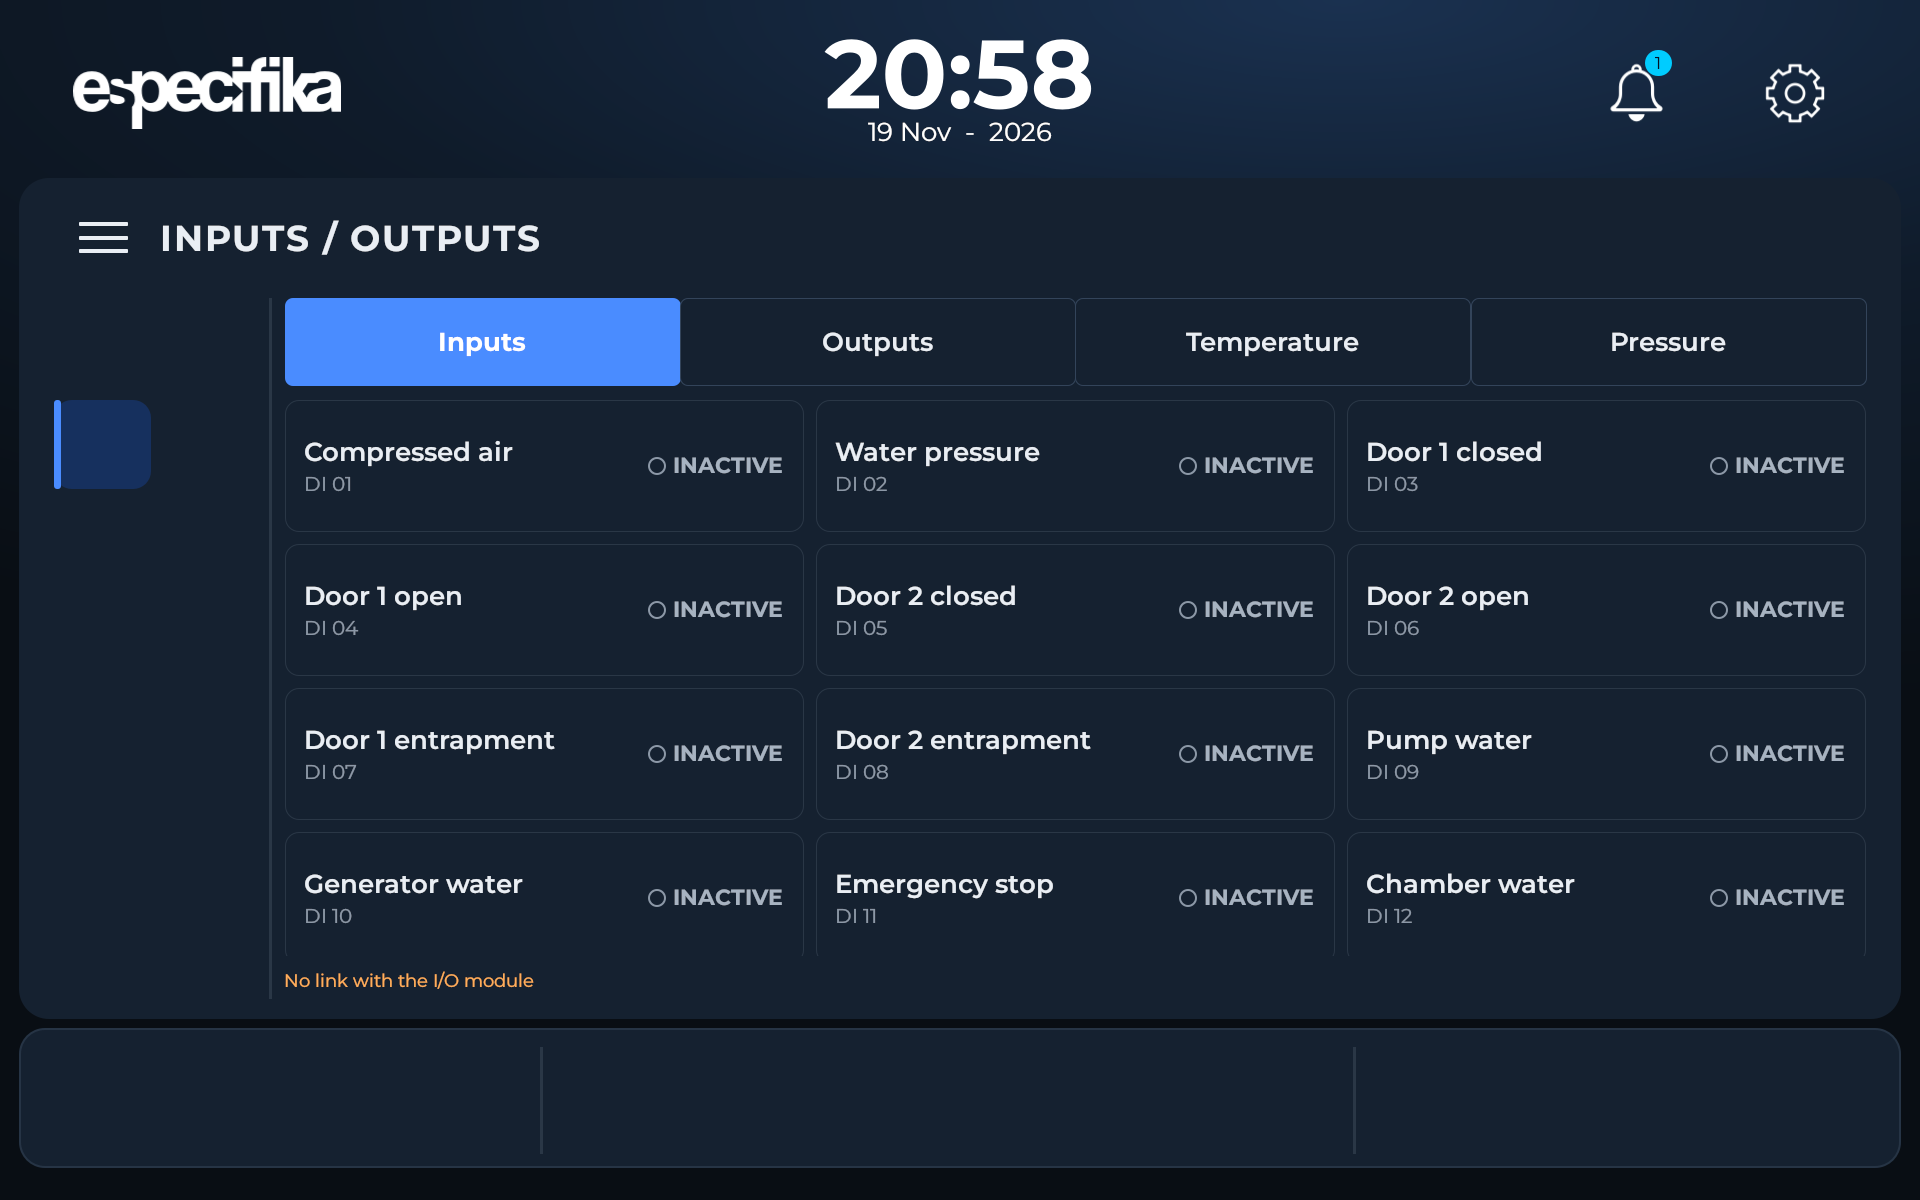 especifika
20:58
19 Nov - 2026
1
INPUTS / OUTPUTS
Inputs
Outputs
Temperature
Pressure
Compressed air
DI 01
INACTIVE
Water pressure
DI 02
INACTIVE
Door 1 closed
DI 03
INACTIVE
Door 1 open
DI 04
INACTIVE
Door 2 closed
DI 05
INACTIVE
Door 2 open
DI 06
INACTIVE
Door 1 entrapment
DI 07
INACTIVE
Door 2 entrapment
DI 08
INACTIVE
Pump water
DI 09
INACTIVE
Generator water
DI 10
INACTIVE
Emergency stop
DI 11
INACTIVE
Chamber water
DI 12
INACTIVE
No link with the I/O module